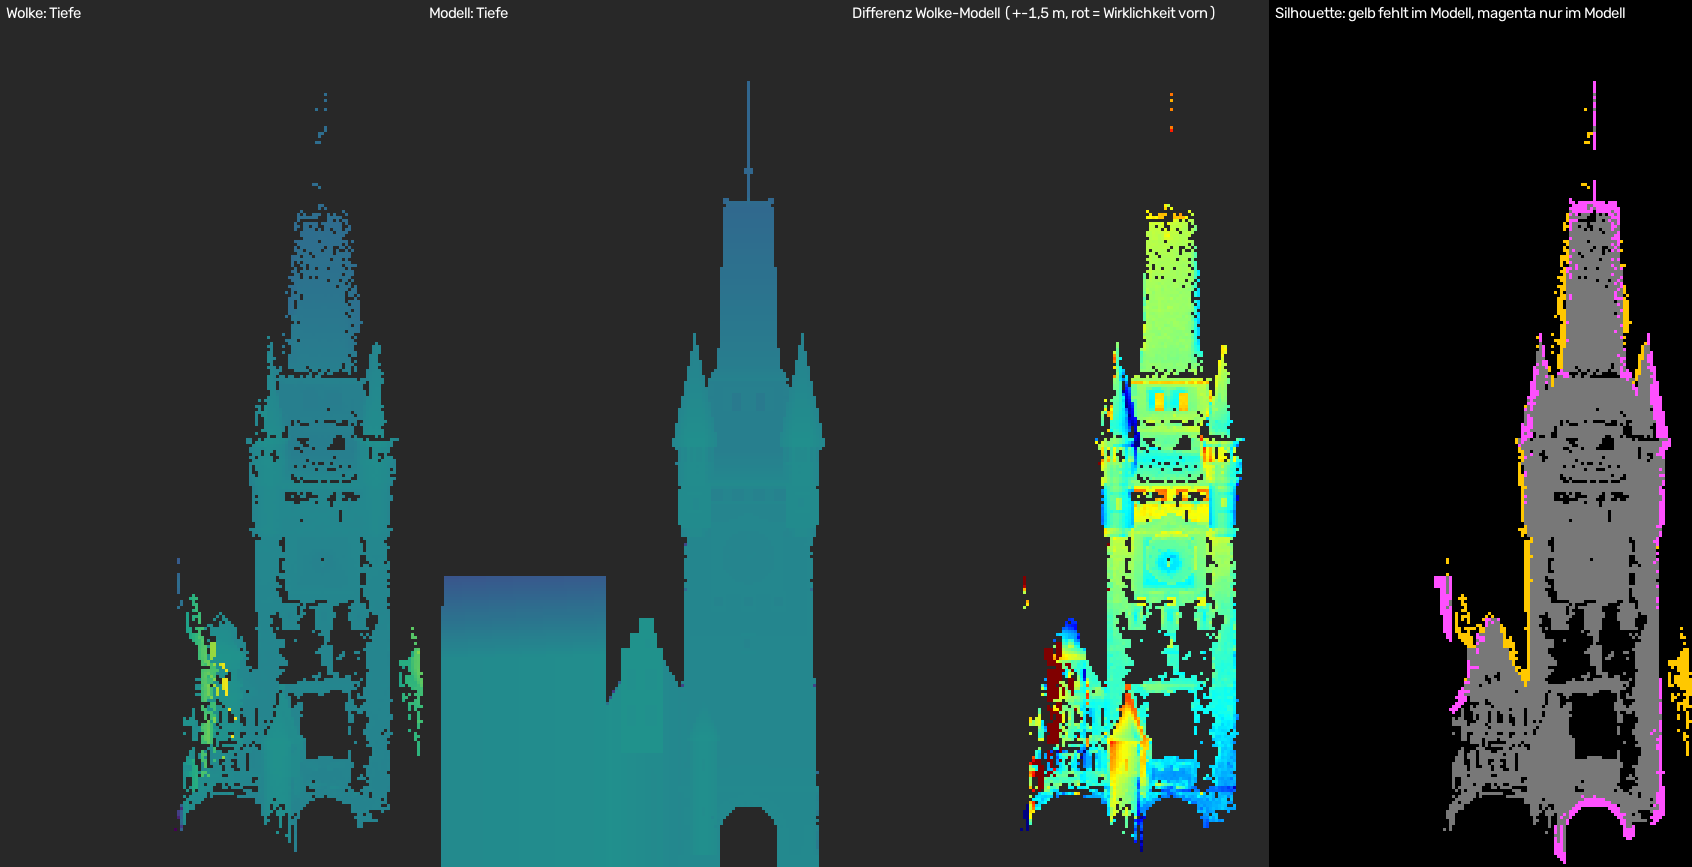 Wolke: Tiefe
Modell: Tiefe
Differenz Wolke-Modell (+-1,5 m, rot = Wirklichkeit vorn)
Silhouette: gelb fehlt im Modell, magenta nur im Modell